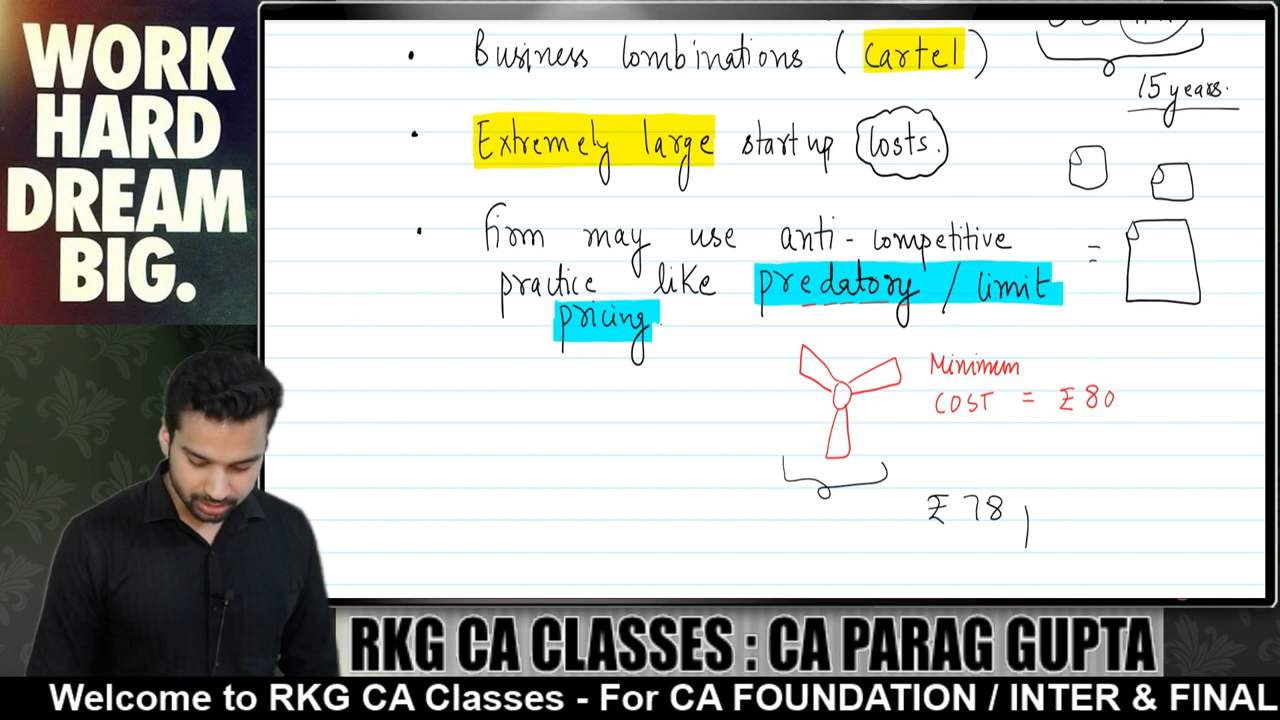 WORK
HARD
DREAM
BIG.
• Business Combinations (cartel)
15 years.
• Extremely large startup Costs.
• Firm may use anti-competitive
practice like predatory / limit
pricing.
=
Minimum
COST = ₹80
₹78
RKG CA CLASSES : CA PARAG GUPTA
Welcome to RKG CA Classes - For CA FOUNDATION / INTER & FINAL